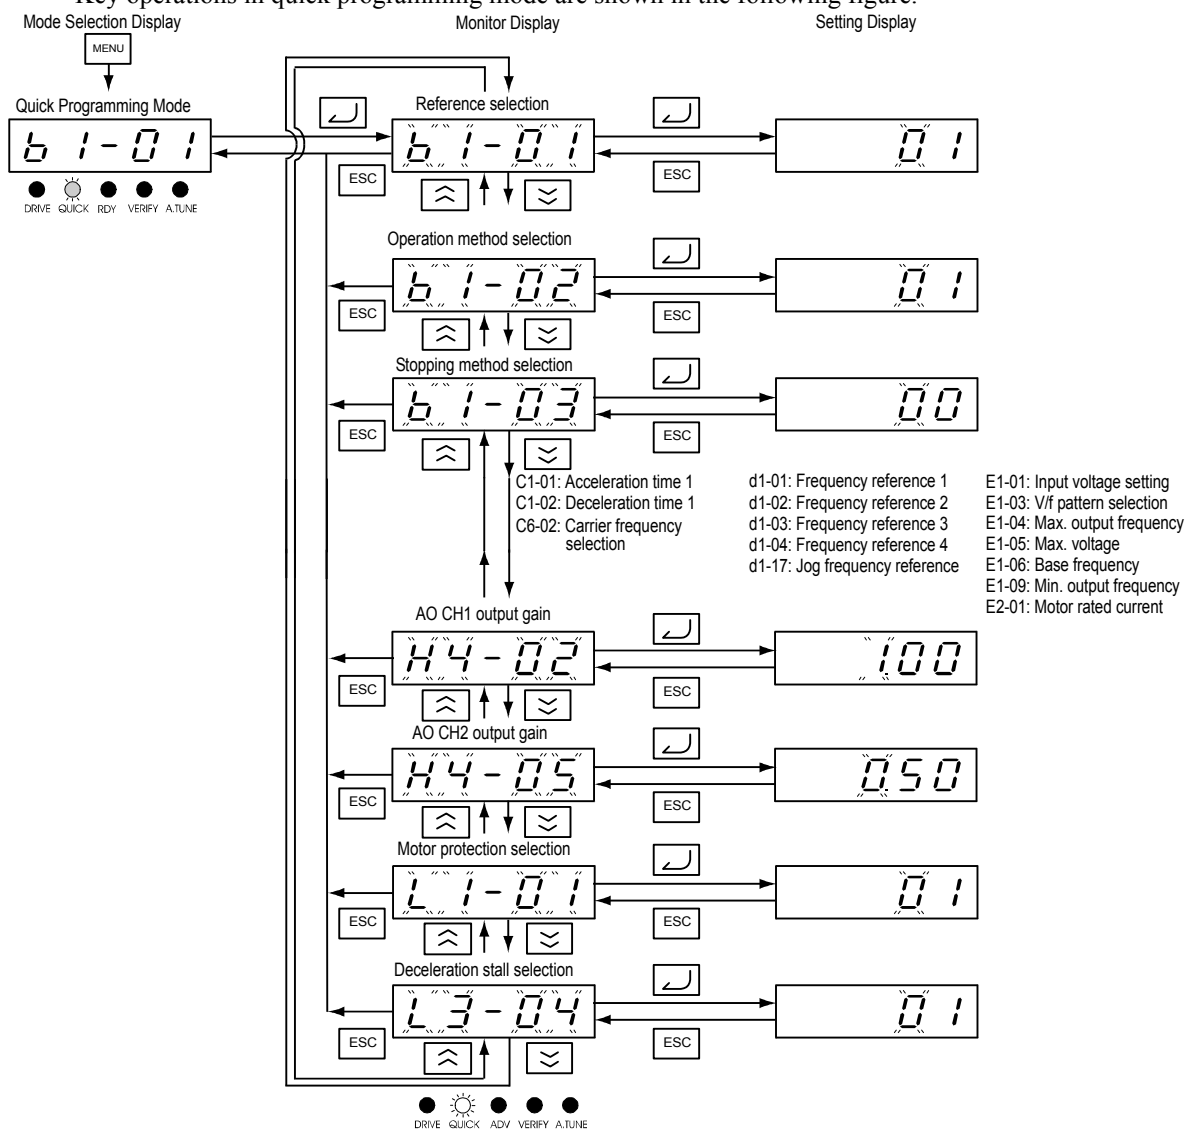 Key operations in quick programming mode are shown in the following figure.
Mode Selection Display
Monitor Display
Setting Display
MENU
Quick Programming Mode
b1-01
DRIVE QUICK RDY VERIFY A.TUNE
Reference selection
b1-01
ESC
ESC
01
Operation method selection
b1-02
ESC
ESC
01
Stopping method selection
b1-03
ESC
ESC
00
C1-01: Acceleration time 1
C1-02: Deceleration time 1
C6-02: Carrier frequency
selection
d1-01: Frequency reference 1
d1-02: Frequency reference 2
d1-03: Frequency reference 3
d1-04: Frequency reference 4
d1-17: Jog frequency reference
E1-01: Input voltage setting
E1-03: V/f pattern selection
E1-04: Max. output frequency
E1-05: Max. voltage
E1-06: Base frequency
E1-09: Min. output frequency
E2-01: Motor rated current
AO CH1 output gain
H4-02
ESC
ESC
1.00
AO CH2 output gain
H4-05
ESC
ESC
0.50
Motor protection selection
L1-01
ESC
ESC
01
Deceleration stall selection
L3-04
ESC
ESC
01
DRIVE QUICK ADV VERIFY A.TUNE